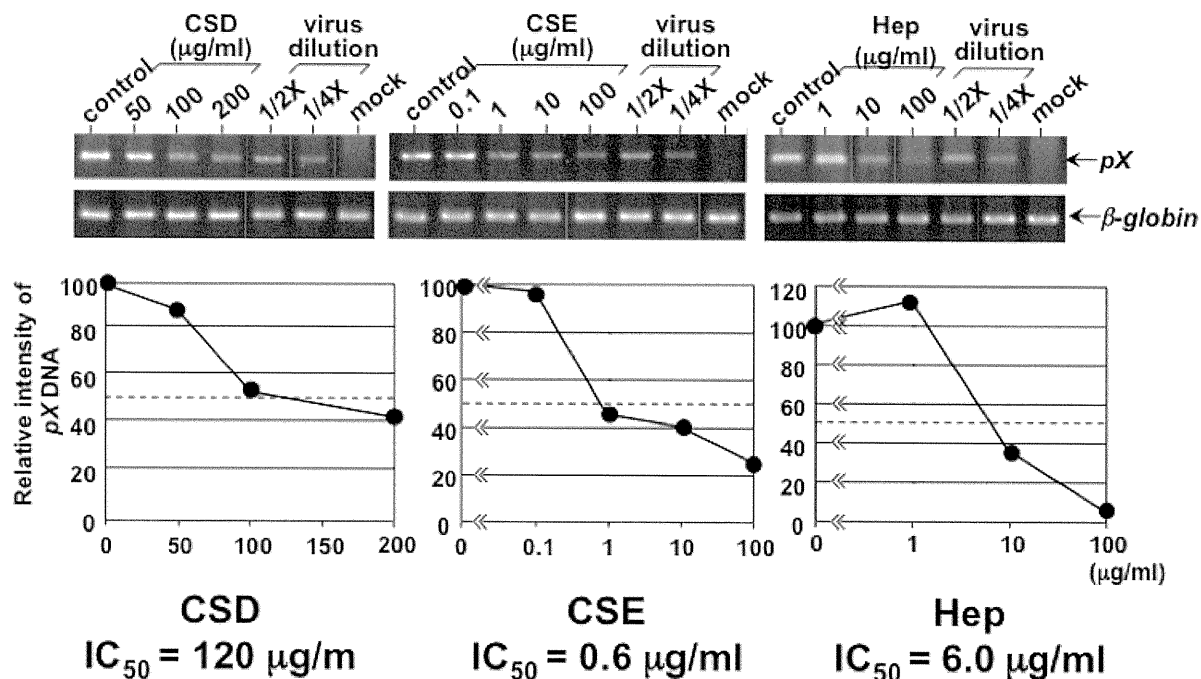 CSD
(μg/ml)
virus
dilution
control
50
100
200
1/2X
1/4X
mock
CSE
(μg/ml)
virus
dilution
control
0.1
1
10
100
1/2X
1/4X
mock
Hep
(μg/ml)
virus
dilution
control
1
10
100
1/2X
1/4X
mock
pX
β-globin
Relative intensity of
pX DNA
100
80
60
40
20
0
0
50
100
150
200
100
80
60
40
20
0
0
0.1
1
10
100
120
100
80
60
40
20
0
0
1
10
100
(μg/ml)
CSD
IC50 = 120 μg/m
CSE
IC50 = 0.6 μg/ml
Hep
IC50 = 6.0 μg/ml